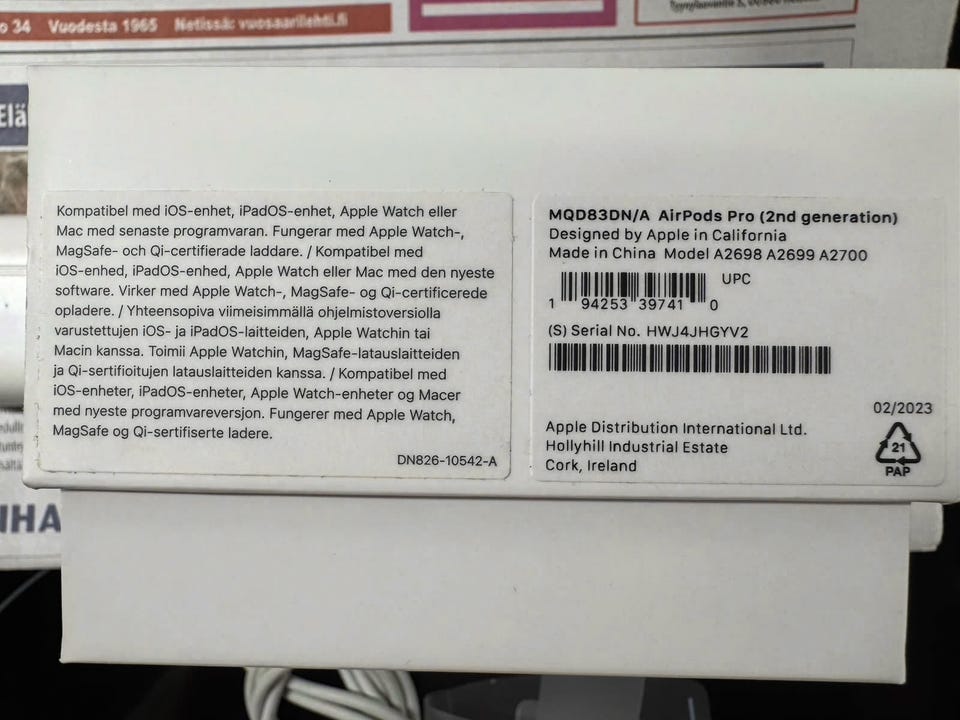 o 34 Vuodesta 1965 Netissä: vuosaarilehti.fi
Elä
Kompatibel med iOS-enhet, iPadOS-enhet, Apple Watch eller
Mac med senaste programvaran. Fungerar med Apple Watch-,
MagSafe- och Qi-certifierade laddare. / Kompatibel med
iOS-enhed, iPadOS-enhed, Apple Watch eller Mac med den nyeste
software. Virker med Apple Watch-, MagSafe- og Qi-certificerede
opladere. / Yhteensopiva viimeisimmällä ohjelmistoversiolla
varustettujen iOS- ja iPadOS-laitteiden, Apple Watchin tai
Macin kanssa. Toimii Apple Watchin, MagSafe-latauslaitteiden
ja Qi-sertifioitujen latauslaitteiden kanssa. / Kompatibel med
iOS-enheter, iPadOS-enheter, Apple Watch-enheter og Macer
med nyeste programvareversjon. Fungerer med Apple Watch,
MagSafe og Qi-sertifiserte ladere.
DN826-10542-A
MQD83DN/A AirPods Pro (2nd generation)
Designed by Apple in California
Made in China Model A2698 A2699 A2700
UPC
1 94253 39741 0
(S) Serial No. HWJ4JHGYV2
02/2023
Apple Distribution International Ltd.
Hollyhill Industrial Estate
Cork, Ireland
21
PAP
HA